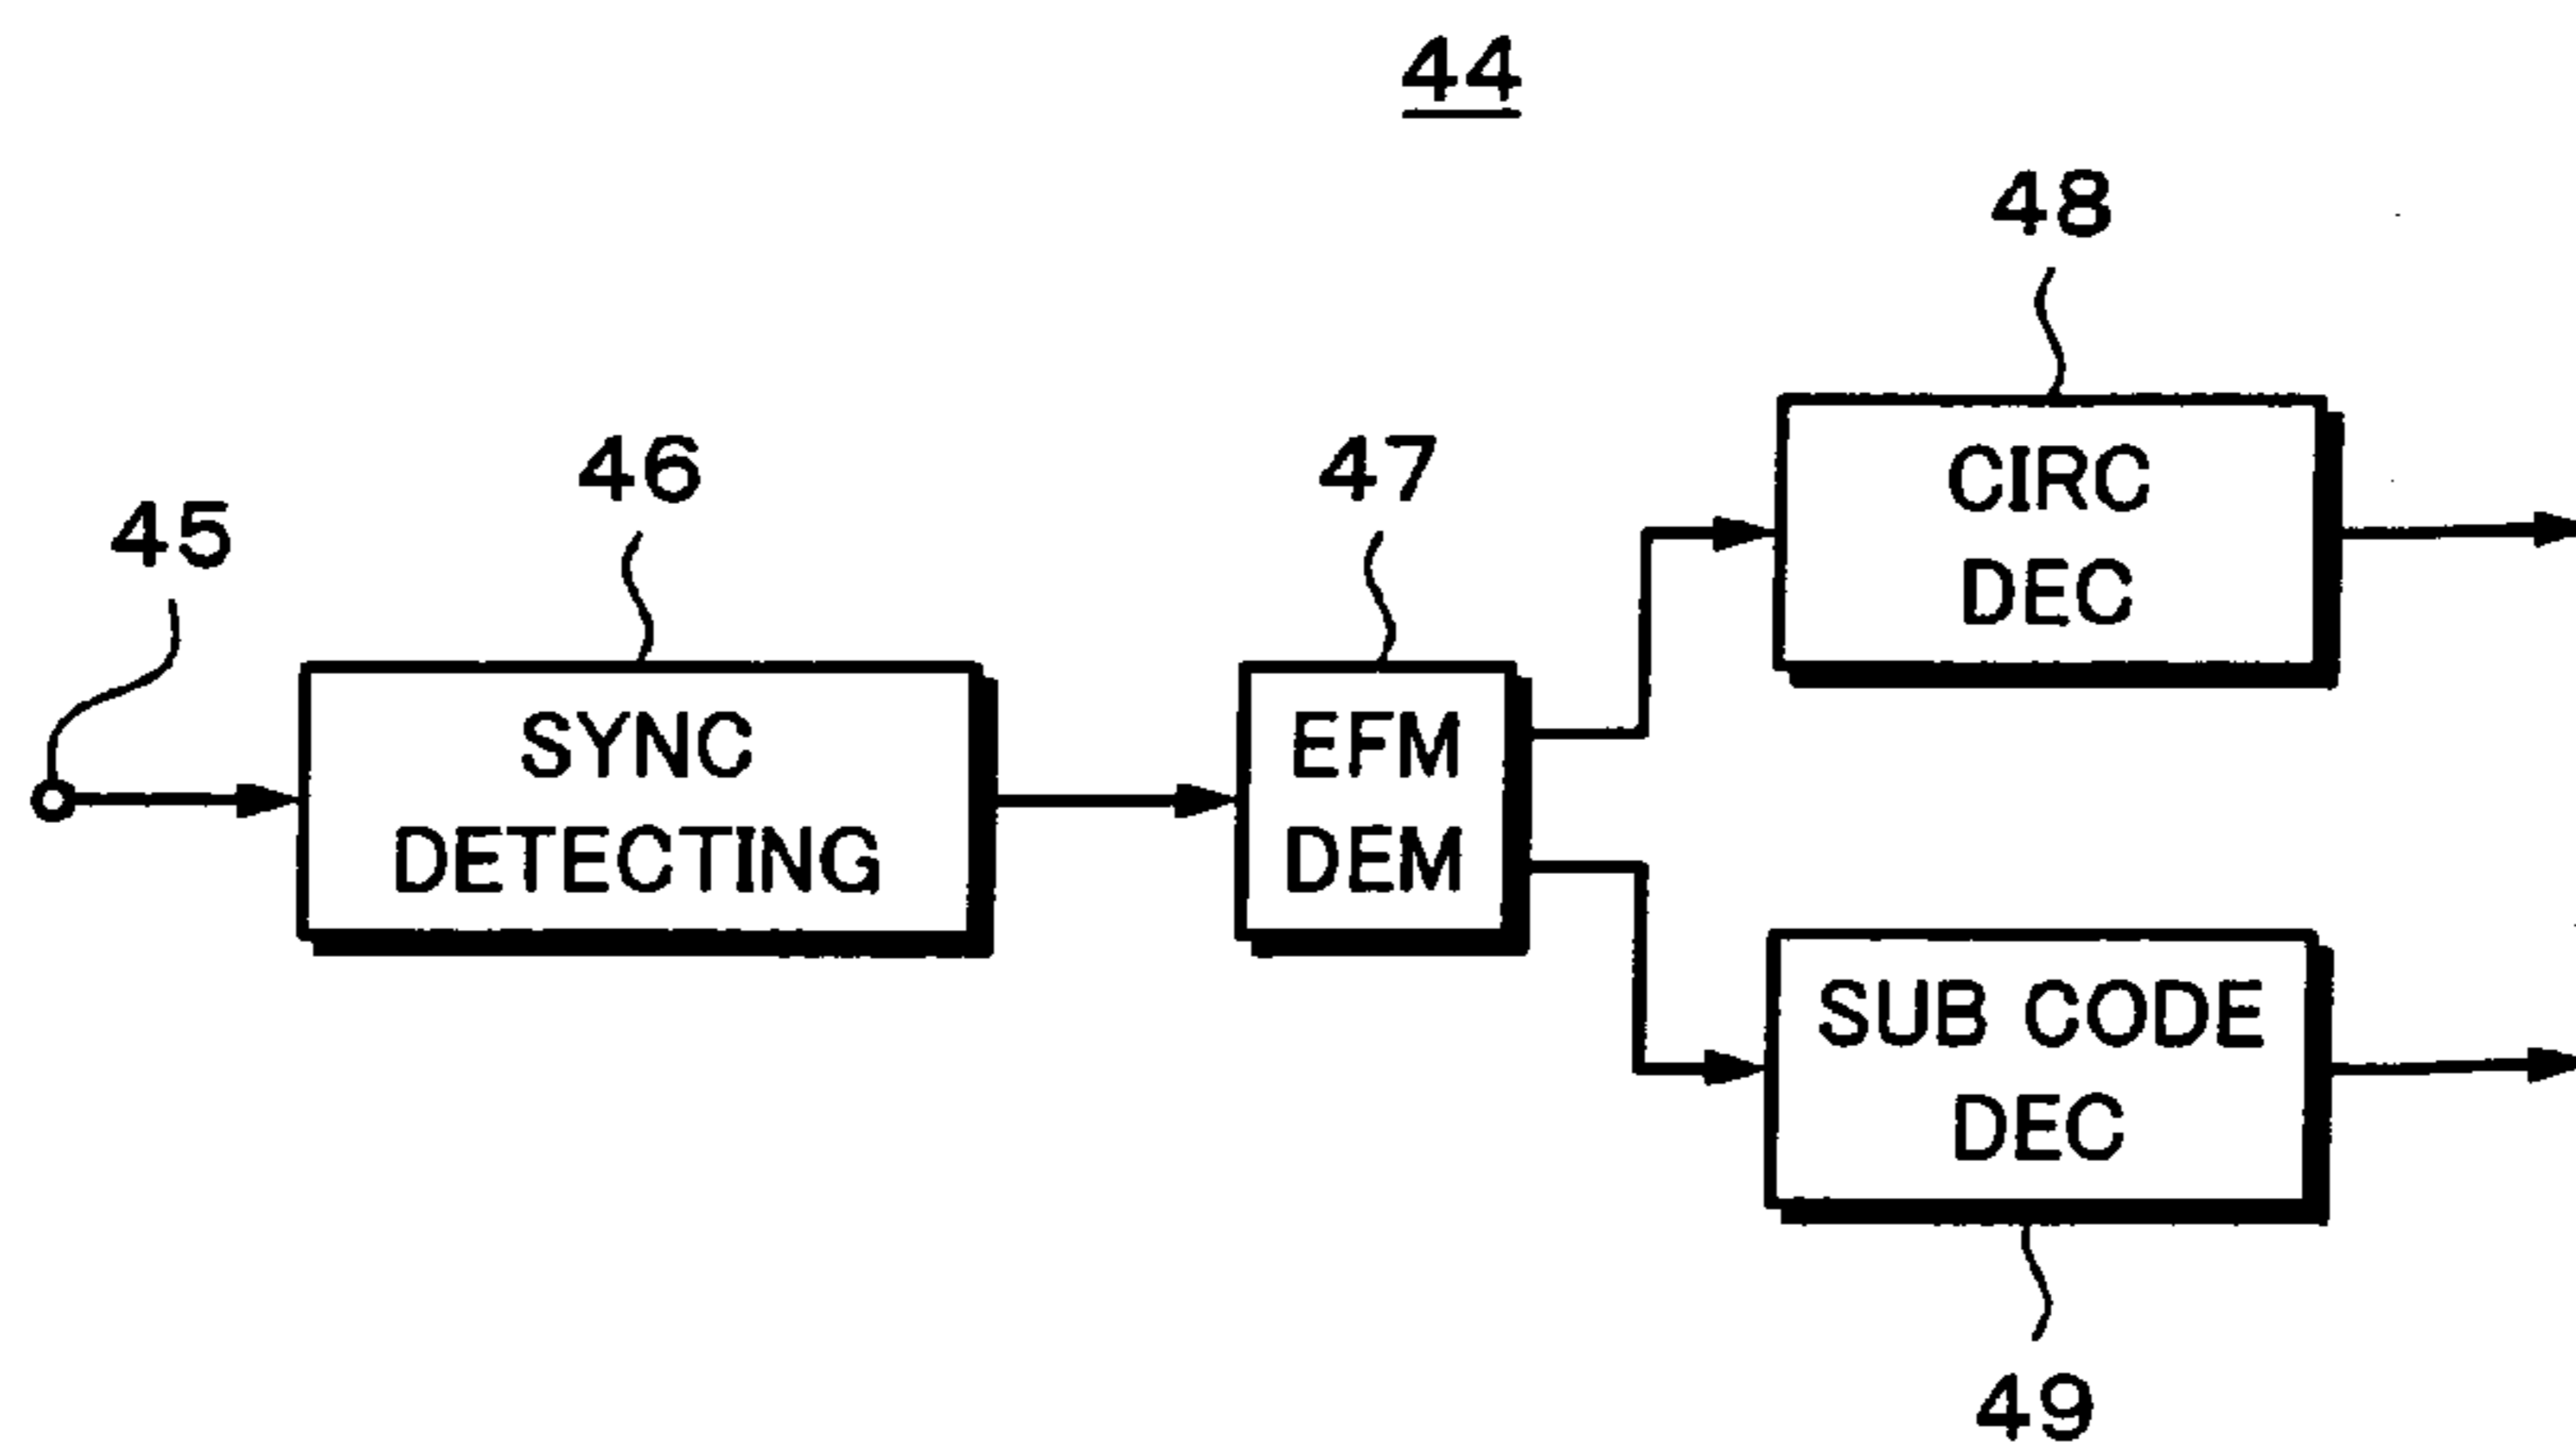 44
48
46
47
45
CIRC
DEC
SYNC
DETECTING
EFM
DEM
SUB CODE
DEC
49